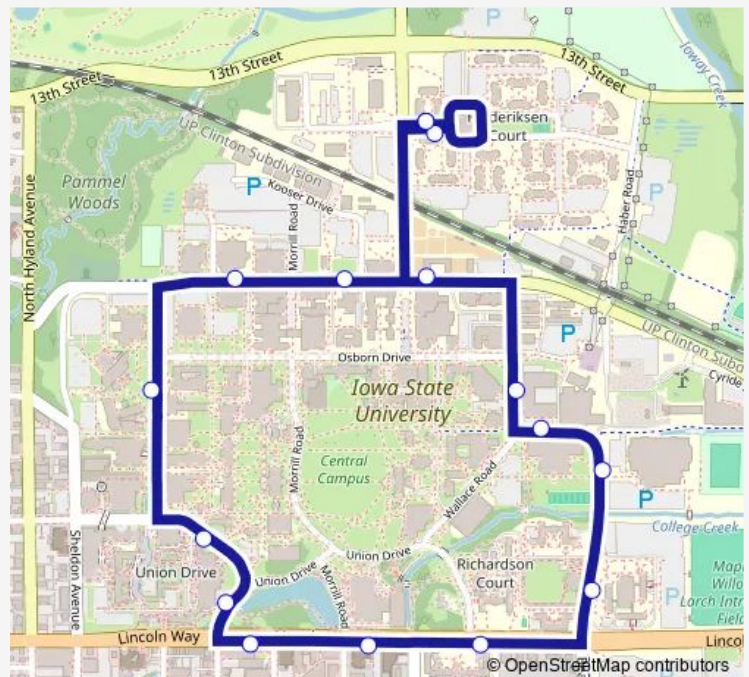 P
13th Street
13th Street
13th Street
Joway Creek
Court
UP Clinton Subdivision
Pammel
Woods
P
Kooser Drive
P
Haber Road
Morrill Road
North Hyland Avenue
P
UP Clinton Subd
Osborn Drive
Cyride
Iowa State
University
Morrill Road
Central
Campus
Wallace Road
P
College Creek
Sheldon Avenue
Union Drive
Union Drive
Union Drive
Morrill Road
Richardson
Court
P
Lincoln Way
© OpenStreetMap contributors